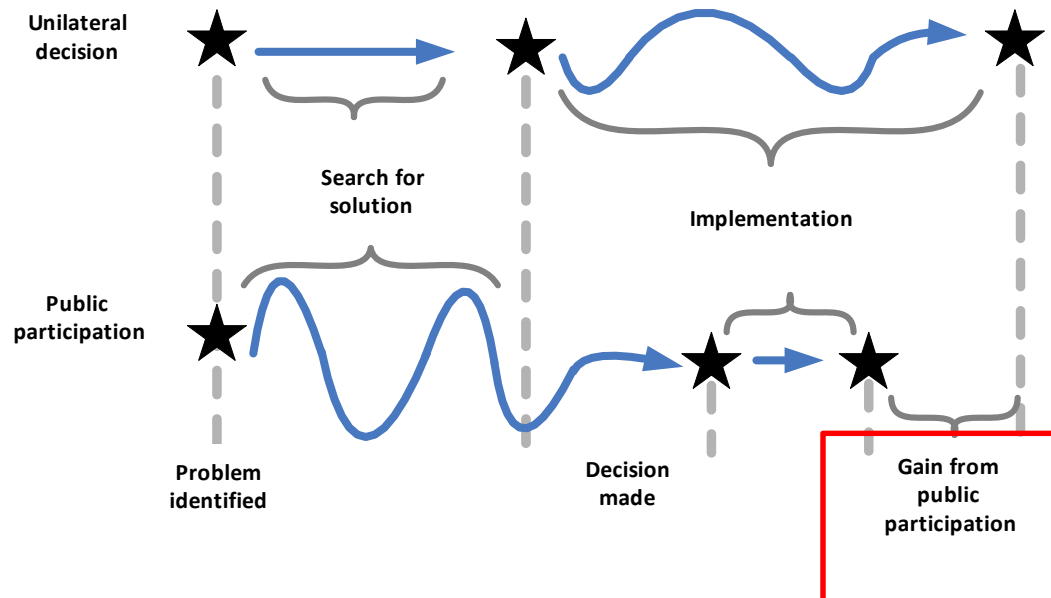 Unilateral
decision
Search for
solution
Implementation
Public
participation
Problem
identified
Decision
made
Gain from
public
participation